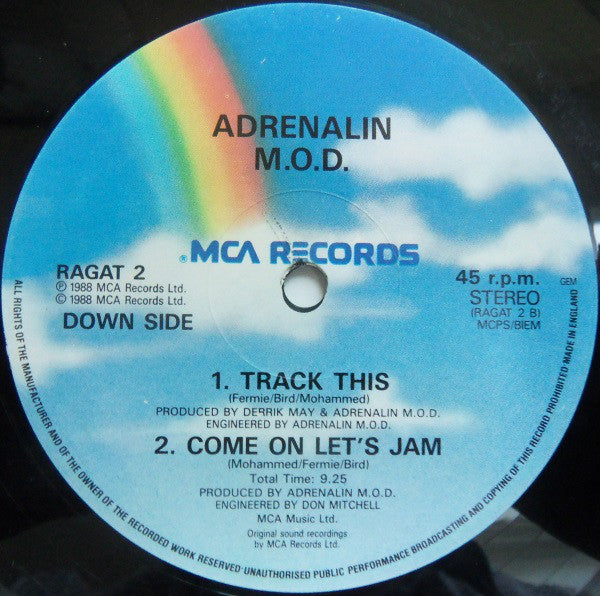 ADRENALIN
M.O.D.
® MCA RECORDS
RAGAT 2
℗ 1988 MCA Records Ltd.
© 1988 MCA Records Ltd.
DOWN SIDE
45 r.p.m.
STEREO
(RAGAT 2 B)
MCPS/BIEM
GEM
1. TRACK THIS
(Fermie/Bird/Mohammed)
PRODUCED BY DERRIK MAY & ADRENALIN M.O.D.
ENGINEERED BY ADRENALIN M.O.D.
2. COME ON LET'S JAM
(Mohammed/Fermie/Bird)
Total Time: 9.25
PRODUCED BY ADRENALIN M.O.D.
ENGINEERED BY DON MITCHELL
MCA Music Ltd.
Original sound recordings
by MCA Records Ltd.
ALL RIGHTS OF THE MANUFACTURER AND OF THE OWNER OF THE RECORDED WORK RESERVED·UNAUTHORISED PUBLIC PERFORMANCE BROADCASTING AND COPYING OF THIS RECORD PROHIBITED·MADE IN ENGLAND